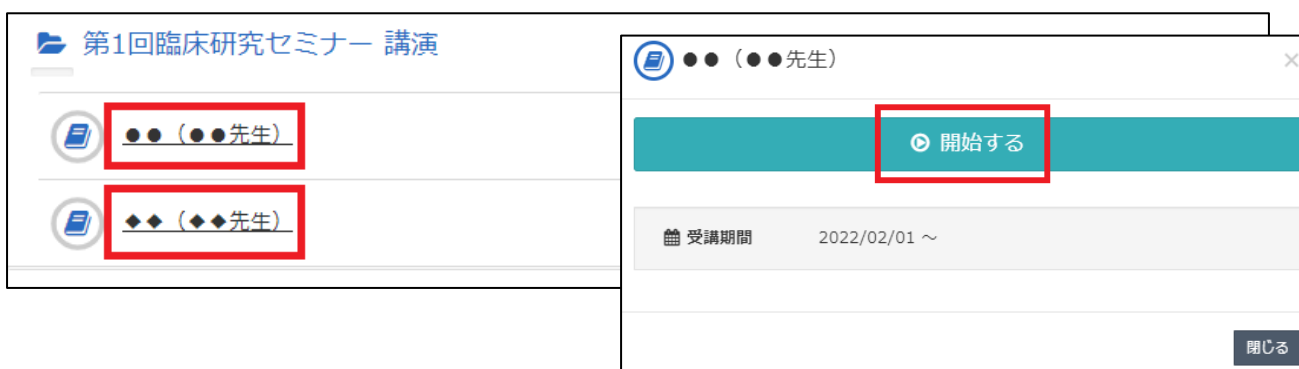 第1回臨床研究セミナー 講演
●●（●●先生）
◆◆（◆◆先生）
●●（●●先生）
×
開始する
受講期間 2022/02/01 ～
閉じる